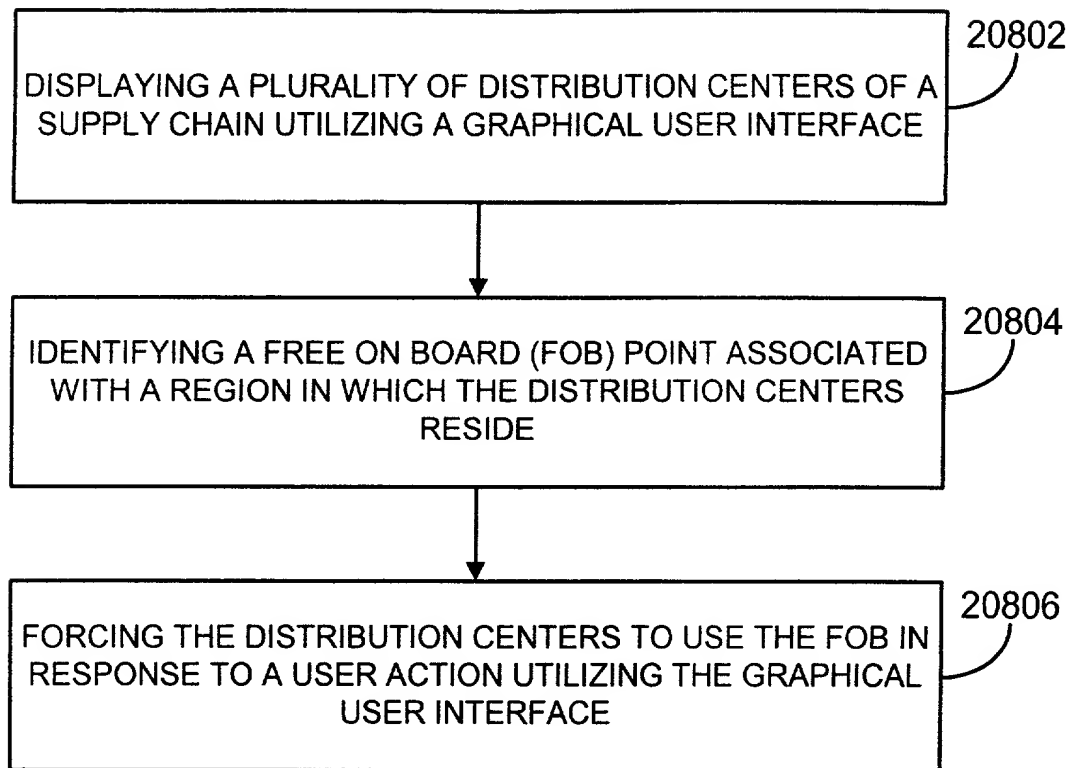 20802
DISPLAYING A PLURALITY OF DISTRIBUTION CENTERS OF A
SUPPLY CHAIN UTILIZING A GRAPHICAL USER INTERFACE
20804
IDENTIFYING A FREE ON BOARD (FOB) POINT ASSOCIATED
WITH A REGION IN WHICH THE DISTRIBUTION CENTERS
RESIDE
20806
FORCING THE DISTRIBUTION CENTERS TO USE THE FOB IN
RESPONSE TO A USER ACTION UTILIZING THE GRAPHICAL
USER INTERFACE